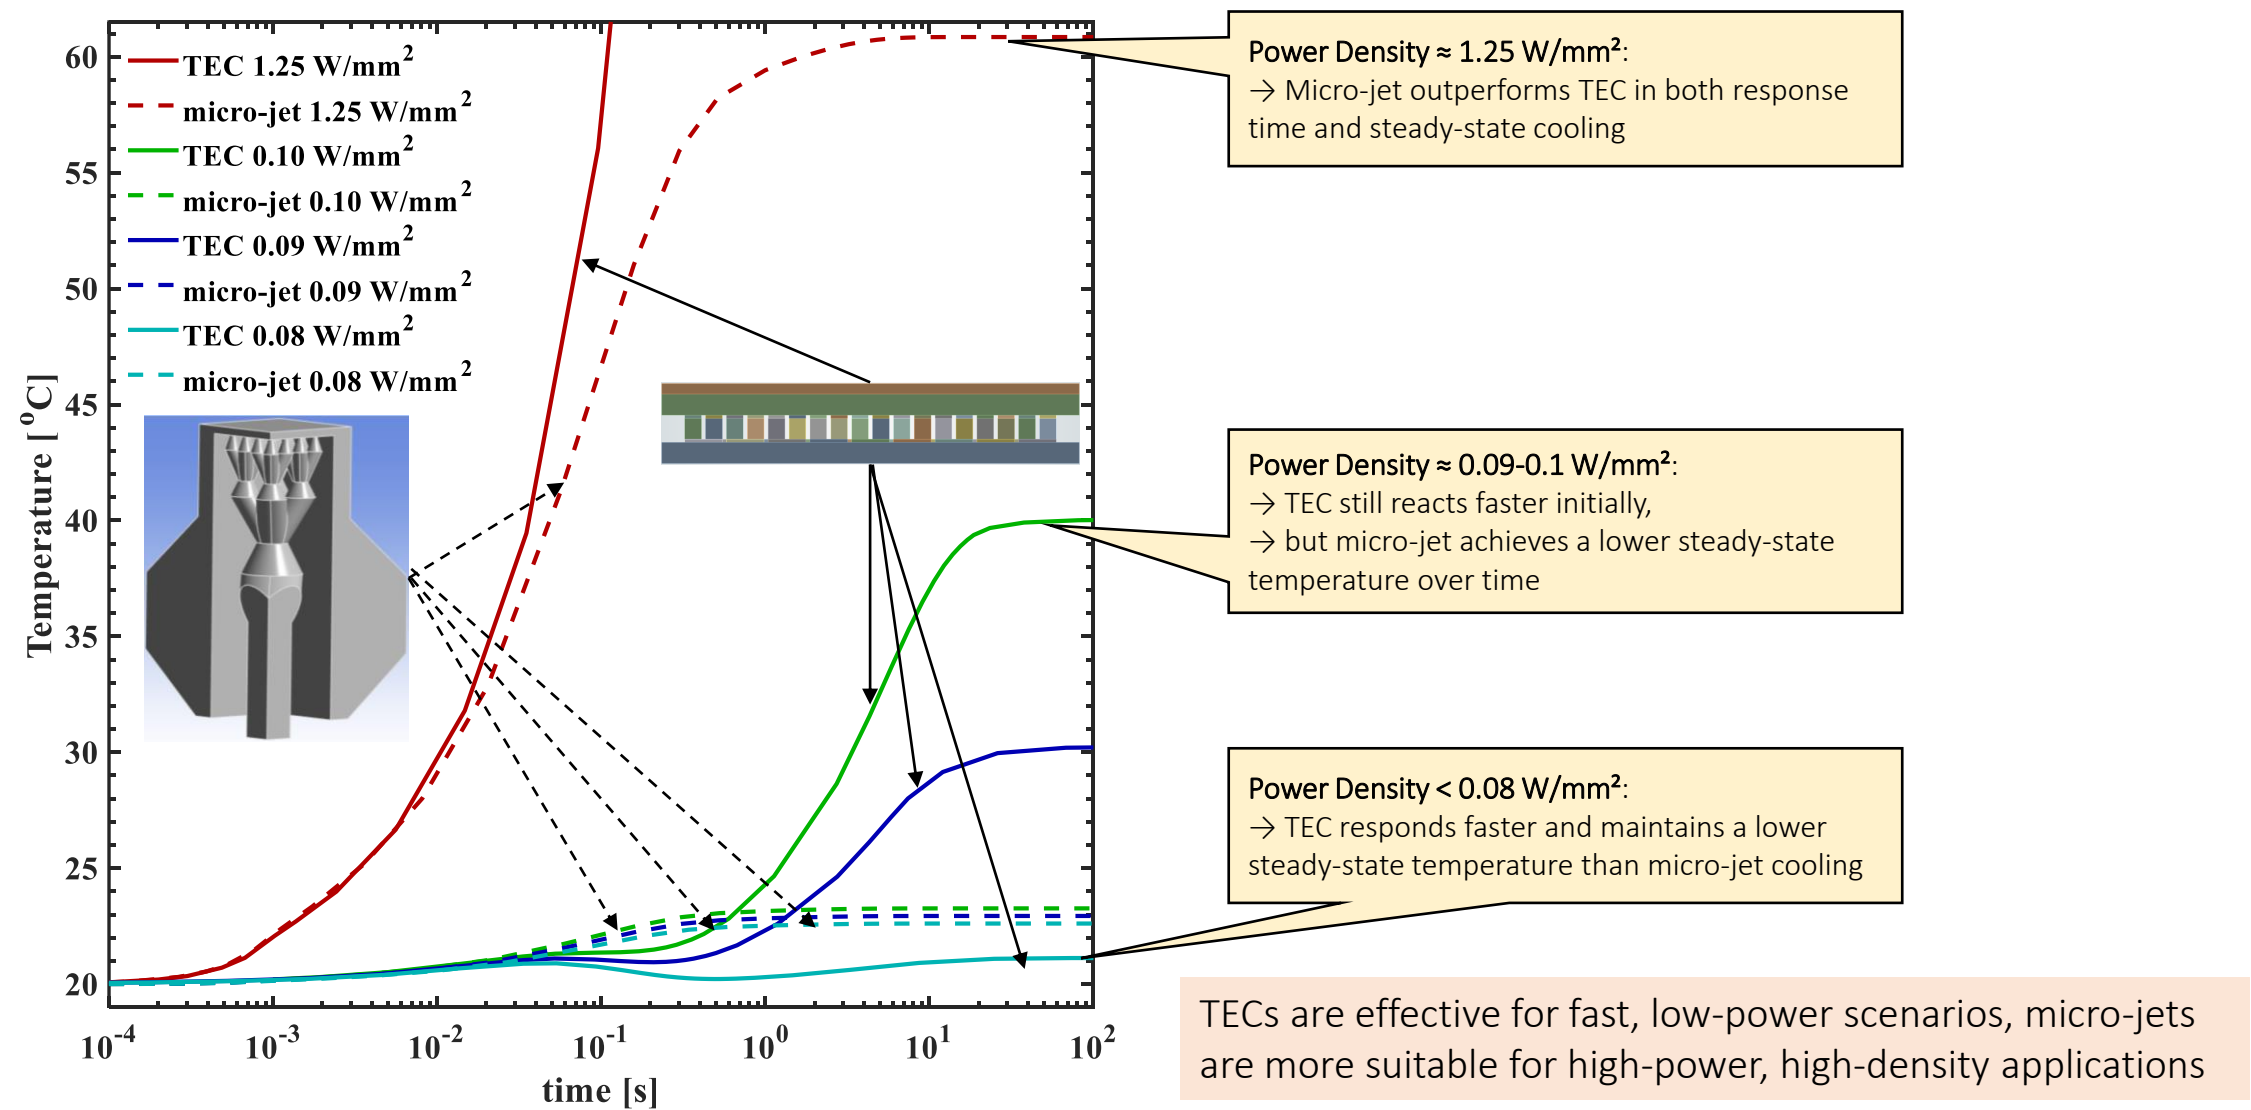 TEC 1.25 W/mm²
micro-jet 1.25 W/mm²
TEC 0.10 W/mm²
micro-jet 0.10 W/mm²
TEC 0.09 W/mm²
micro-jet 0.09 W/mm²
TEC 0.08 W/mm²
micro-jet 0.08 W/mm²
Temperature [ °C]
60
55
50
45
40
35
30
25
20
10⁻⁴ 10⁻³ 10⁻² 10⁻¹ 10⁰ 10¹ 10²
time [s]
Power Density ≈ 1.25 W/mm²:
→ Micro-jet outperforms TEC in both response
time and steady-state cooling
Power Density ≈ 0.09-0.1 W/mm²:
→ TEC still reacts faster initially,
→ but micro-jet achieves a lower steady-state
temperature over time
Power Density < 0.08 W/mm²:
→ TEC responds faster and maintains a lower
steady-state temperature than micro-jet cooling
TECs are effective for fast, low-power scenarios, micro-jets
are more suitable for high-power, high-density applications